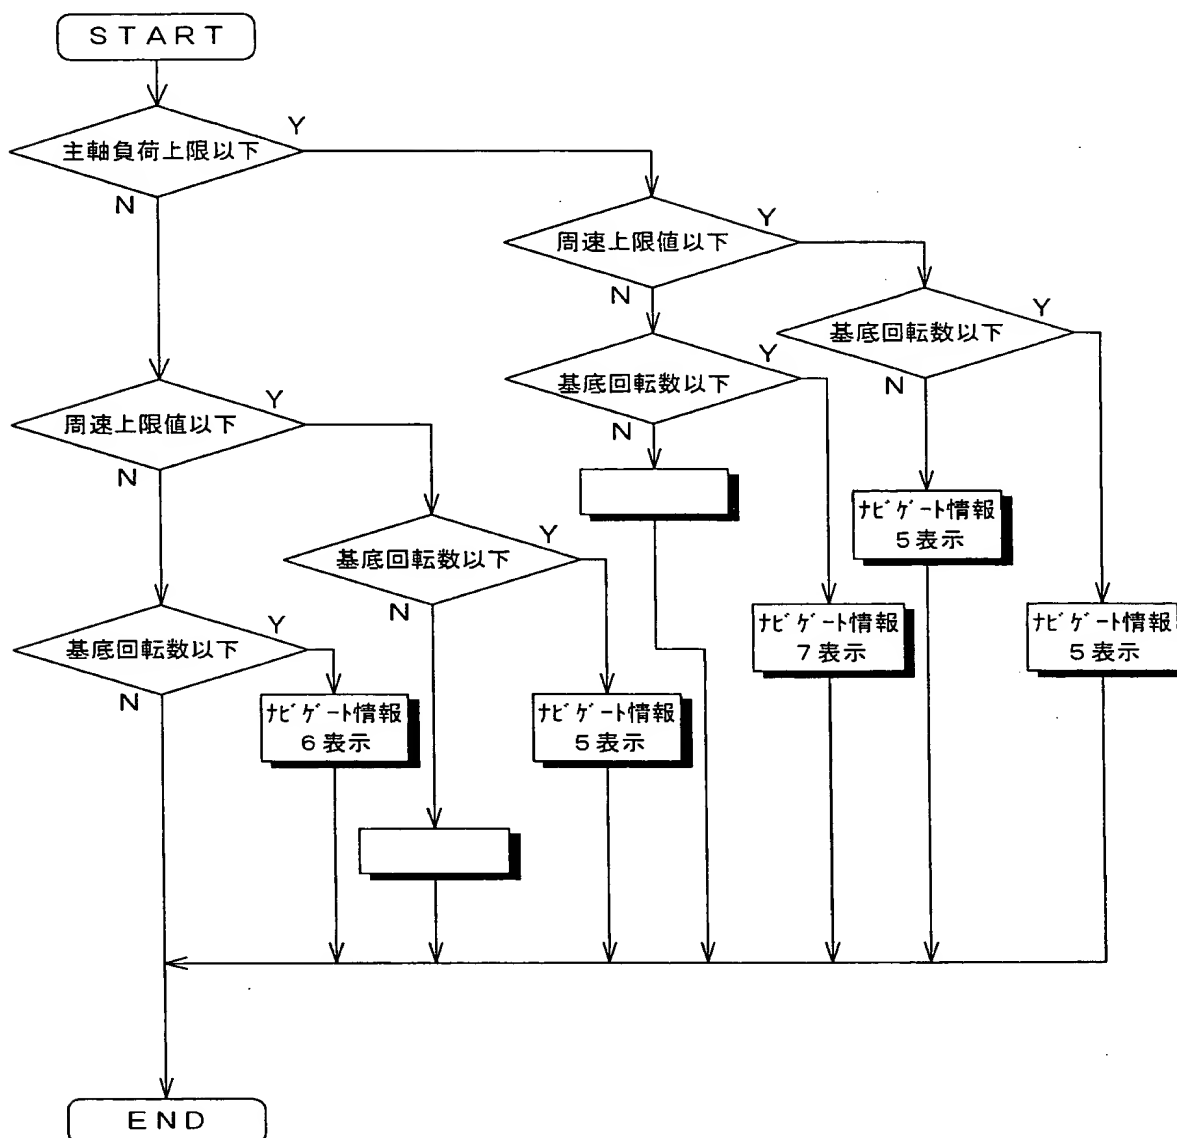 START
主軸負荷上限以下
Y
N
周速上限値以下
Y
N
基底回転数以下
Y
N
基底回転数以下
Y
N
周速上限値以下
Y
N
ナビゲート情報
5表示
基底回転数以下
Y
N
ナビゲート情報
7表示
ナビゲート情報
5表示
基底回転数以下
Y
N
ナビゲート情報
6表示
ナビゲート情報
5表示
END